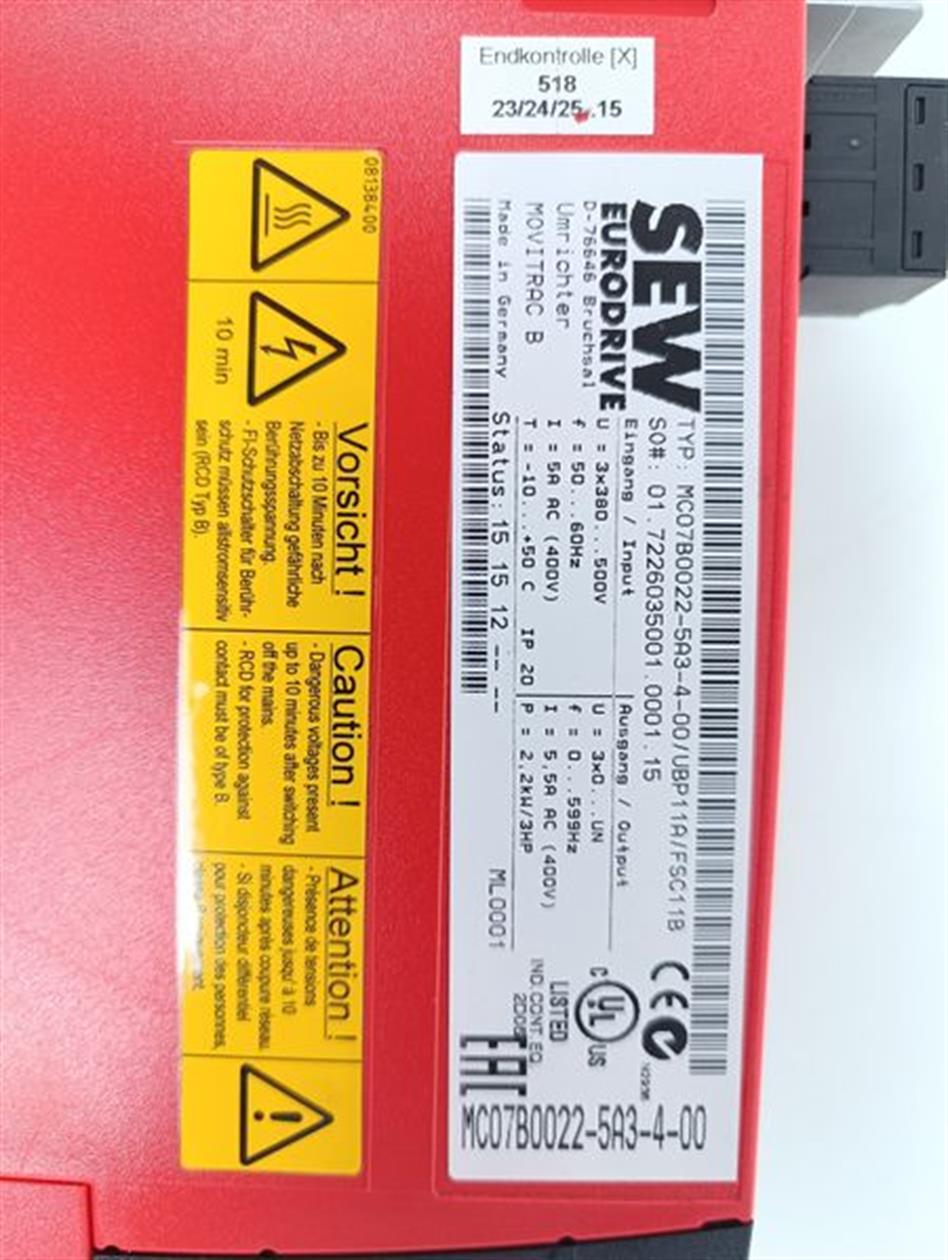 Endkontrolle [X]
518
23/24/25..15
SEW
EURODRIVE
D-76646 Bruchsal
Umrichter
MOVITRAC B
Made in Germany
TYP: MC07B0022-5A3-4-00/UBP11A/FSC11B
SO#: 01.7226035001.0001.15
Eingang / Input
U = 3x380...500V
f = 50...60Hz
I = 5A AC (400V)
T = -10...+50 C IP 20
Status: 15 15 12 -- --
Ausgang / Output
U = 3x0...UN
f = 0...599Hz
I = 5,5A AC (400V)
P = 2,2kW/3HP
ML0001
CE
C UL US
LISTED
IND. CONT. EQ.
EAC
MC07B0022-5A3-4-00
08138400
10 min
Vorsicht !
- Bis zu 10 Minuten nach
Netzabschaltung gefährliche
Berührungsspannung.
- FI-Schutzschalter für Berühr-
schutz müssen allstromsensitiv
sein (RCD Typ B).
Caution !
- Dangerous voltages present
up to 10 minutes after switching
off the mains.
- RCD for protection against
contact must be of type B.
Attention !
- Présence de tensions
dangereuses jusqu'à 10
minutes après coupure réseau.
- Si disponcteur différentiel
pour protection des personnes,